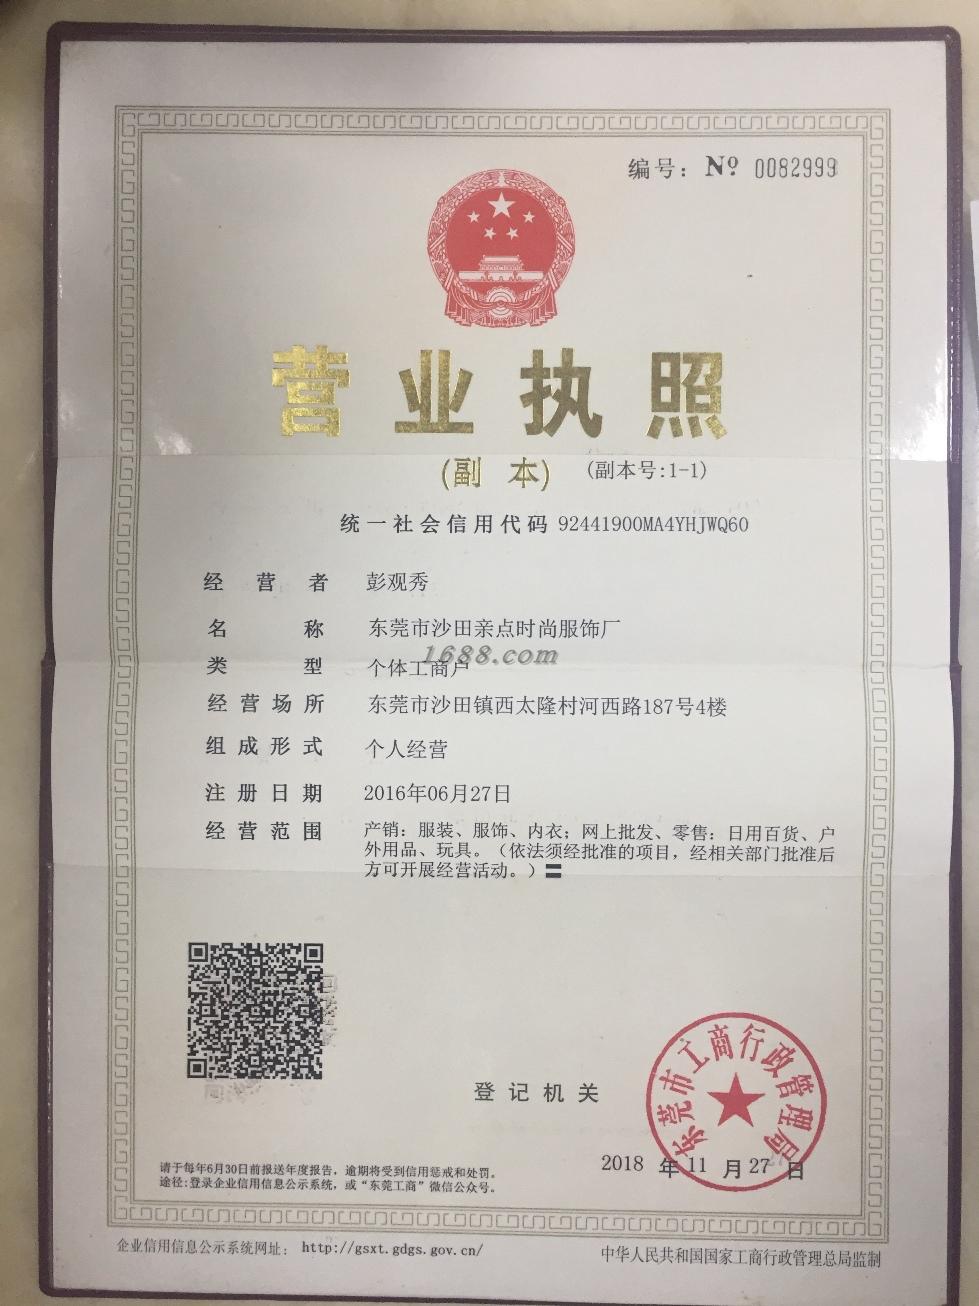 编号：Nº 0082999
营业执照
(副 本) (副本号:1-1)
统一社会信用代码 92441900MA4YHJWQ60
经营者 彭观秀
名称 东莞市沙田亲点时尚服饰厂
1688.com
类型 个体工商户
经营场所 东莞市沙田镇西太隆村河西路187号4楼
组成形式 个人经营
注册日期 2016年06月27日
经营范围 产销：服装、服饰、内衣；网上批发、零售：日用百货、户
外用品、玩具。（依法须经批准的项目，经相关部门批准后
方可开展经营活动。）〓
东莞市工商行政管理局
登记机关
2018 年 11 月 27 日
请于每年6月30日前报送年度报告，逾期将受到信用惩戒和处罚。
途径:登录企业信用信息公示系统，或“东莞工商”微信公众号。
企业信用信息公示系统网址： http://gsxt.gdgs.gov.cn/
中华人民共和国国家工商行政管理总局监制